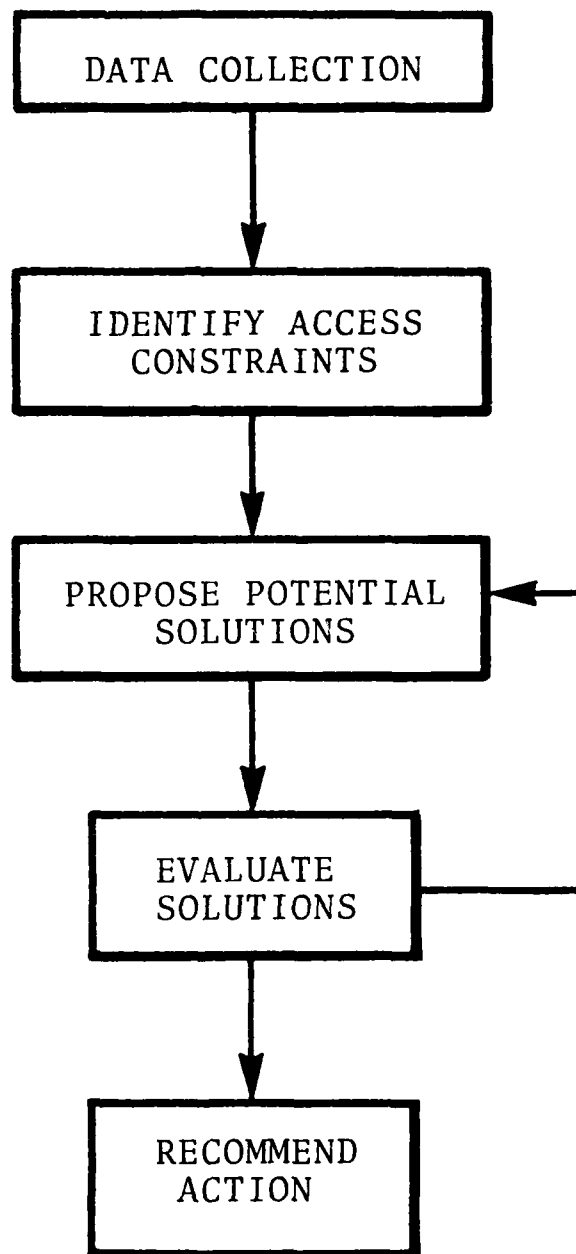 DATA COLLECTION
IDENTIFY ACCESS
CONSTRAINTS
PROPOSE POTENTIAL
SOLUTIONS
EVALUATE
SOLUTIONS
RECOMMEND
ACTION